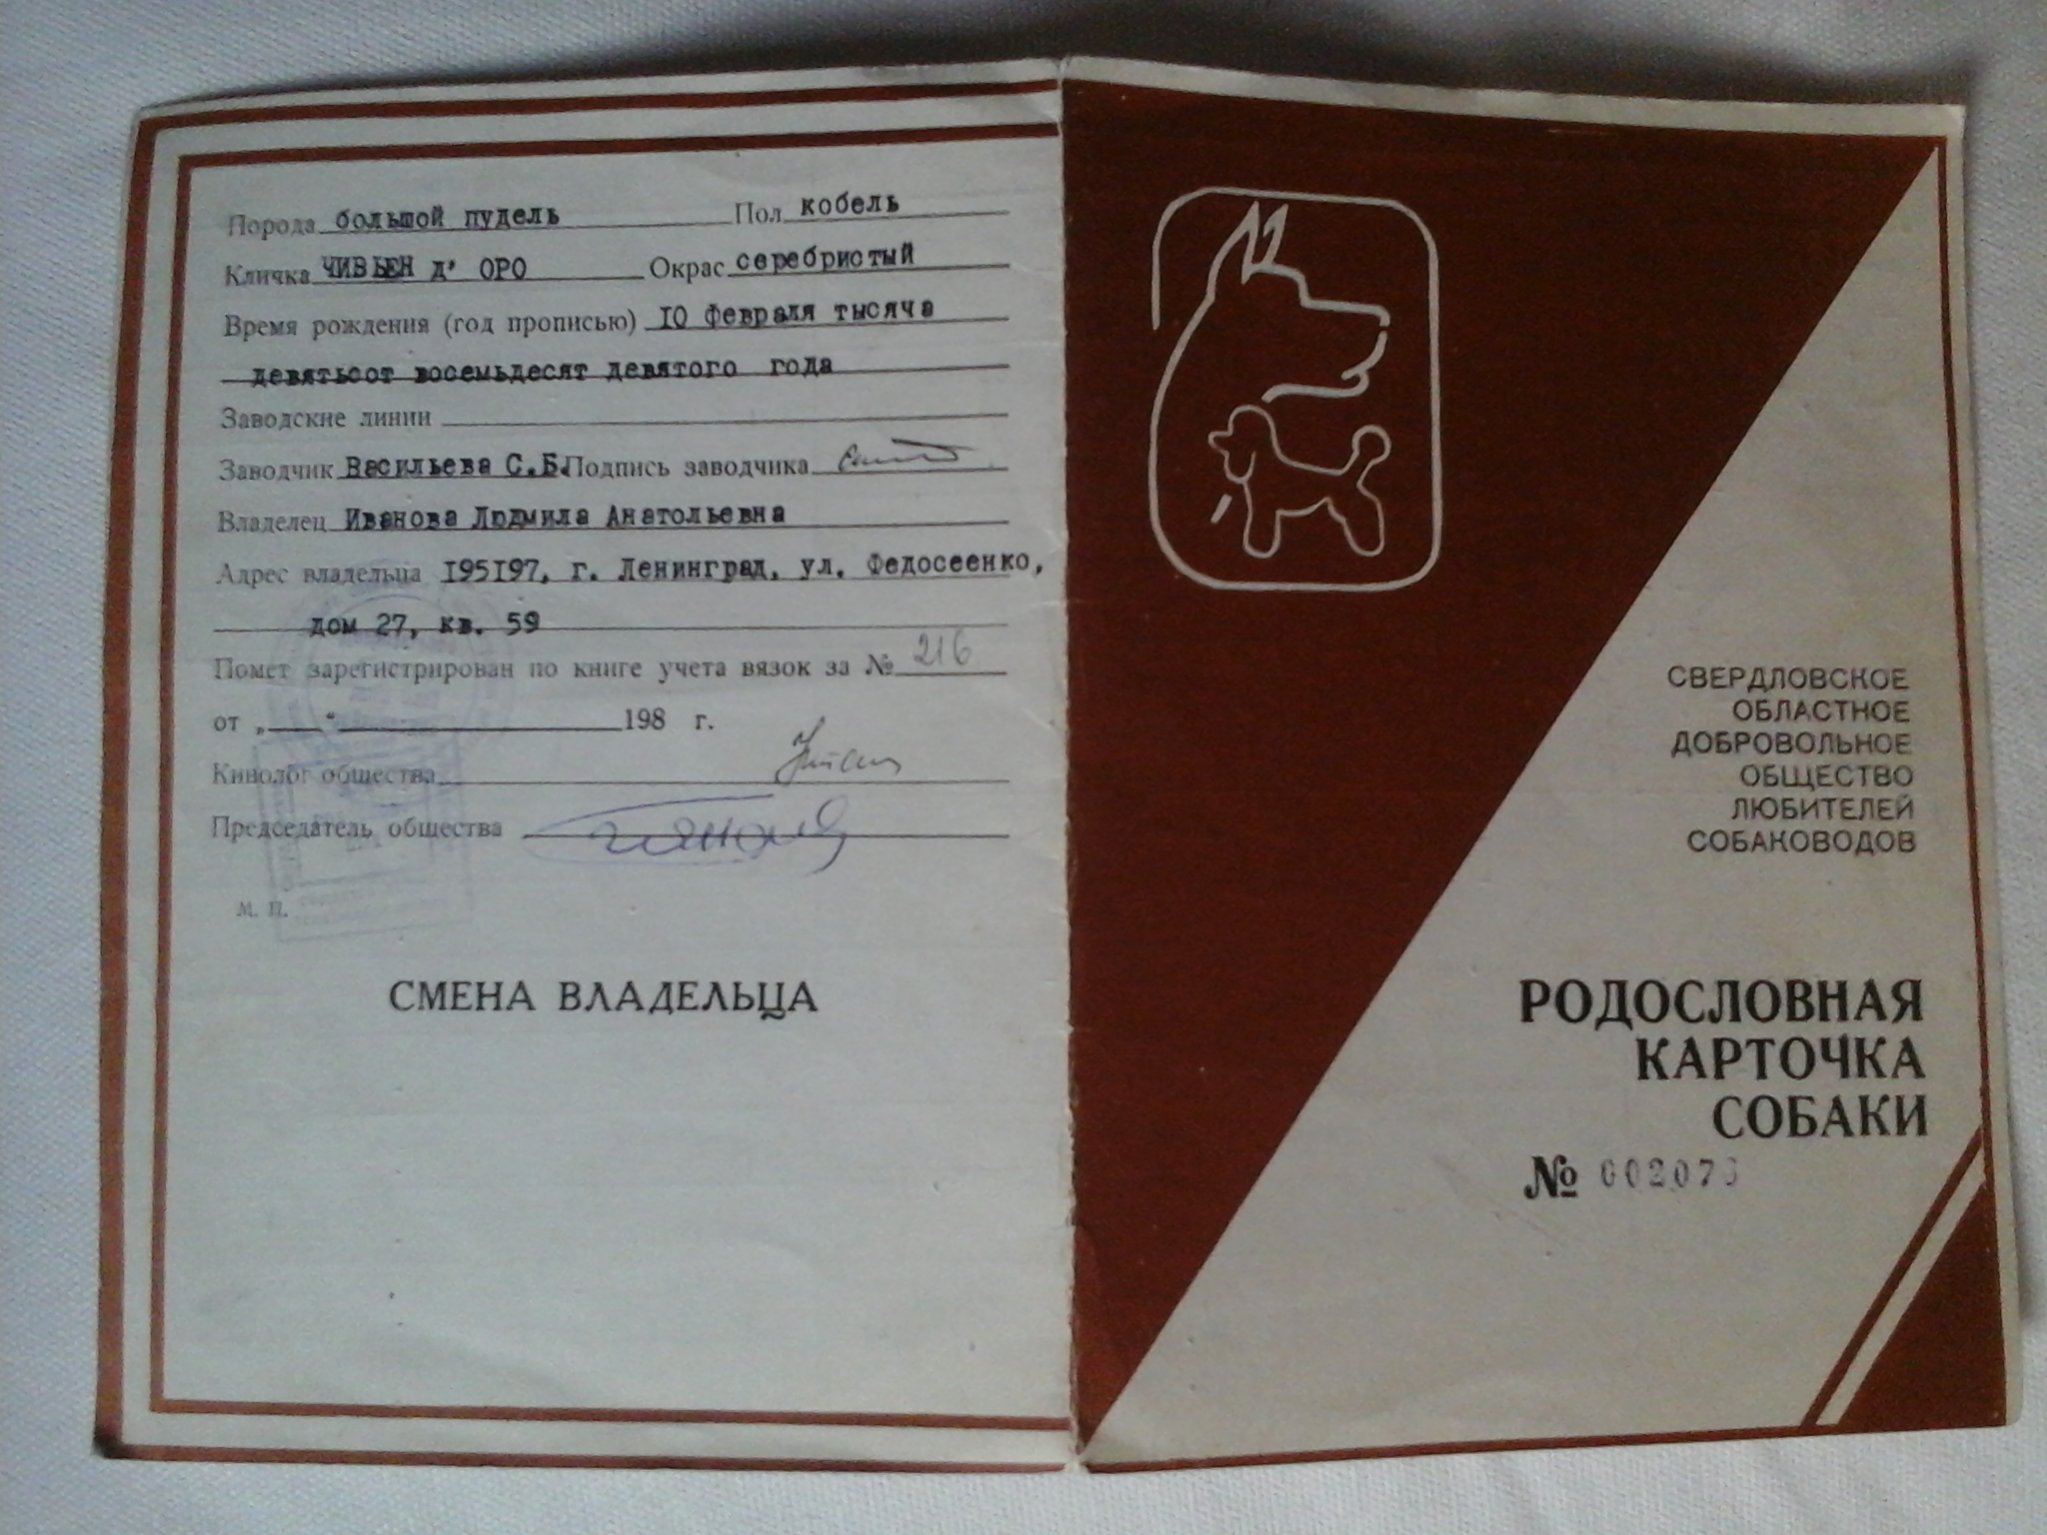 Порода большой пудель Пол кобель
Кличка ЧИВЬЕН д' ОРО Окрас серебристый
Время рождения (год прописью) 10 февраля тысяча
девятьсот восемьдесят девятого года
Заводские линии
Заводчик Васильева С.Б. Подпись заводчика
Владелец Иванова Людмила Анатольевна
Адрес владельца 195197, г. Ленинград, ул. Федосеенко,
дом 27, кв. 59
Помет зарегистрирован по книге учета вязок за № 216
от „ “ 198 г.
Кинолог общества
Председатель общества
М. П.
СМЕНА ВЛАДЕЛЬЦА
СВЕРДЛОВСКОЕ
ОБЛАСТНОЕ
ДОБРОВОЛЬНОЕ
ОБЩЕСТВО
ЛЮБИТЕЛЕЙ
СОБАКОВОДОВ
РОДОСЛОВНАЯ
КАРТОЧКА
СОБАКИ
№